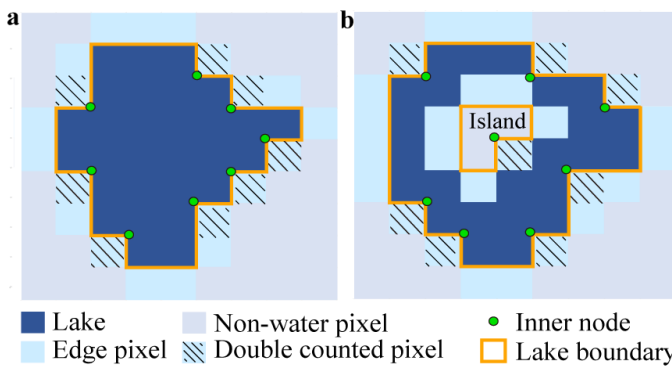 a
b
Island
Lake
Non-water pixel
Inner node
Edge pixel
Double counted pixel
Lake boundary